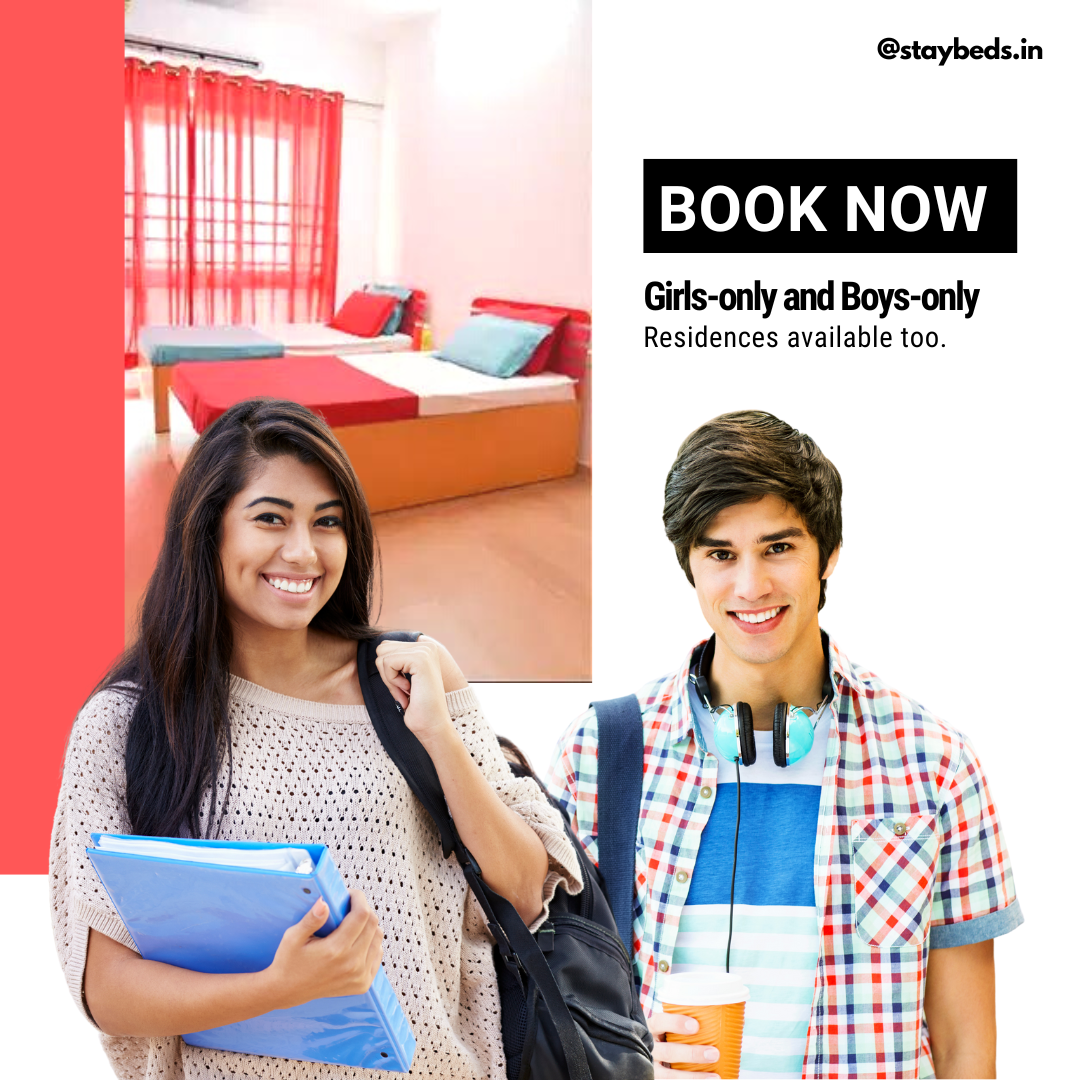 @staybeds.in
BOOK NOW
Girls-only and Boys-only
Residences available too.